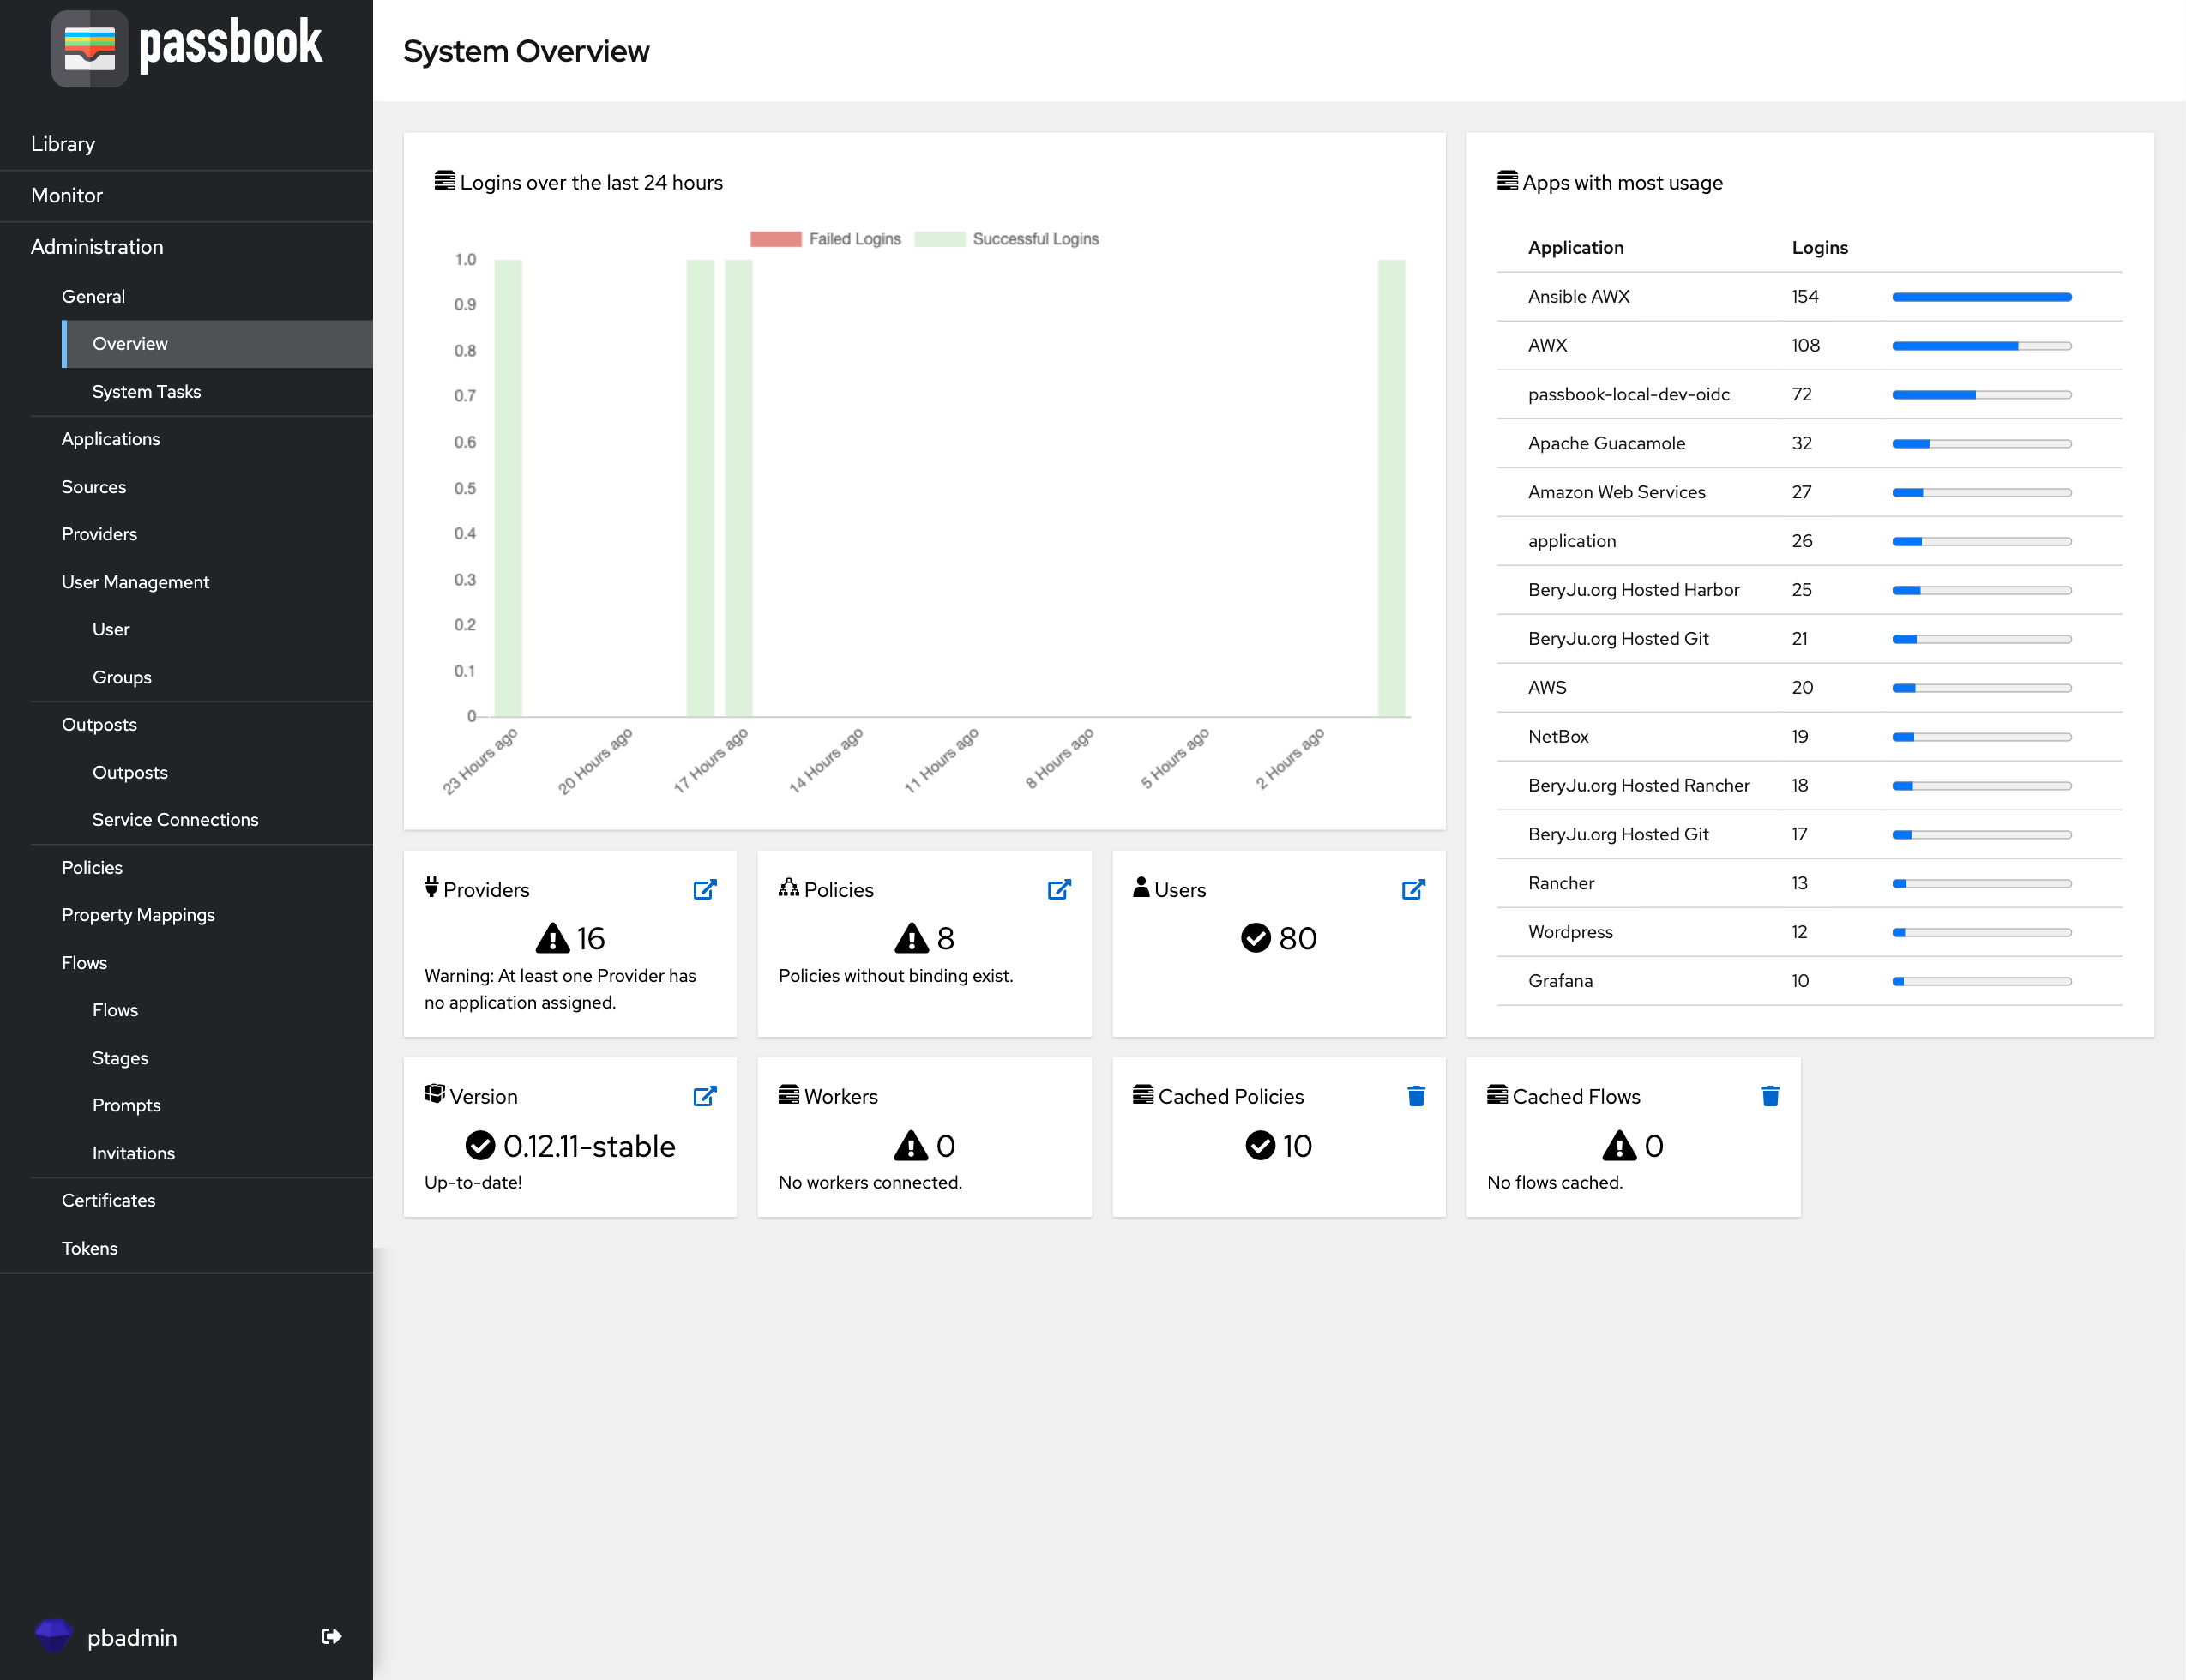 passbook
Library
Monitor
Administration
General
Overview
System Tasks
Applications
Sources
Providers
User Management
User
Groups
Outposts
Outposts
Service Connections
Policies
Property Mappings
Flows
Flows
Stages
Prompts
Invitations
Certificates
Tokens
pbadmin
System Overview
Logins over the last 24 hours
Failed Logins Successful Logins
1.0
0.9
0.8
0.7
0.6
0.5
0.4
0.3
0.2
0.1
0
23 Hours ago
20 Hours ago
17 Hours ago
14 Hours ago
11 Hours ago
8 Hours ago
5 Hours ago
2 Hours ago
Apps with most usage
Application Logins
Ansible AWX 154
AWX 108
passbook-local-dev-oidc 72
Apache Guacamole 32
Amazon Web Services 27
application 26
BeryJu.org Hosted Harbor 25
BeryJu.org Hosted Git 21
AWS 20
NetBox 19
BeryJu.org Hosted Rancher 18
BeryJu.org Hosted Git 17
Rancher 13
Wordpress 12
Grafana 10
Providers
16
Warning: At least one Provider has
no application assigned.
Policies
8
Policies without binding exist.
Users
80
Version
0.12.11-stable
Up-to-date!
Workers
0
No workers connected.
Cached Policies
10
Cached Flows
0
No flows cached.